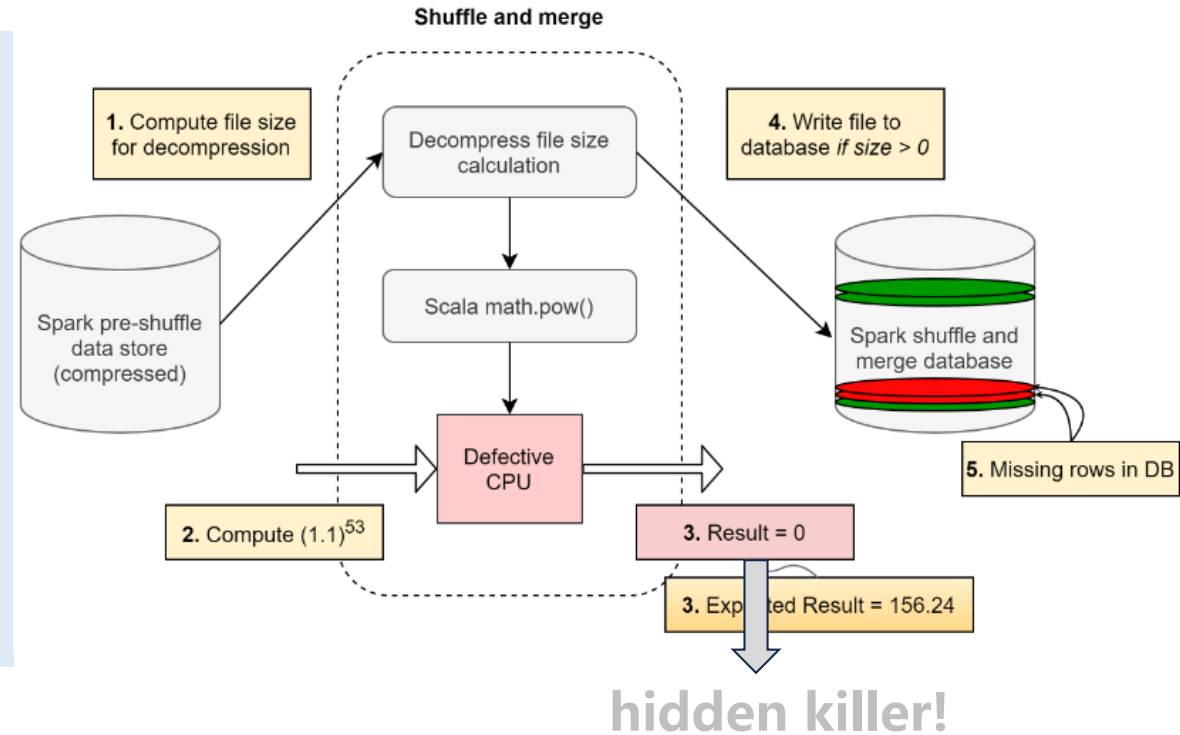 Shuffle and merge
1. Compute file size
for decompression
Decompress file size
calculation
4. Write file to
database if size > 0
Spark pre-shuffle
data store
(compressed)
Scala math.pow()
Spark shuffle and
merge database
Defective
CPU
5. Missing rows in DB
2. Compute (1.1)⁵³
3. Result = 0
3. Exp ted Result = 156.24
hidden killer!